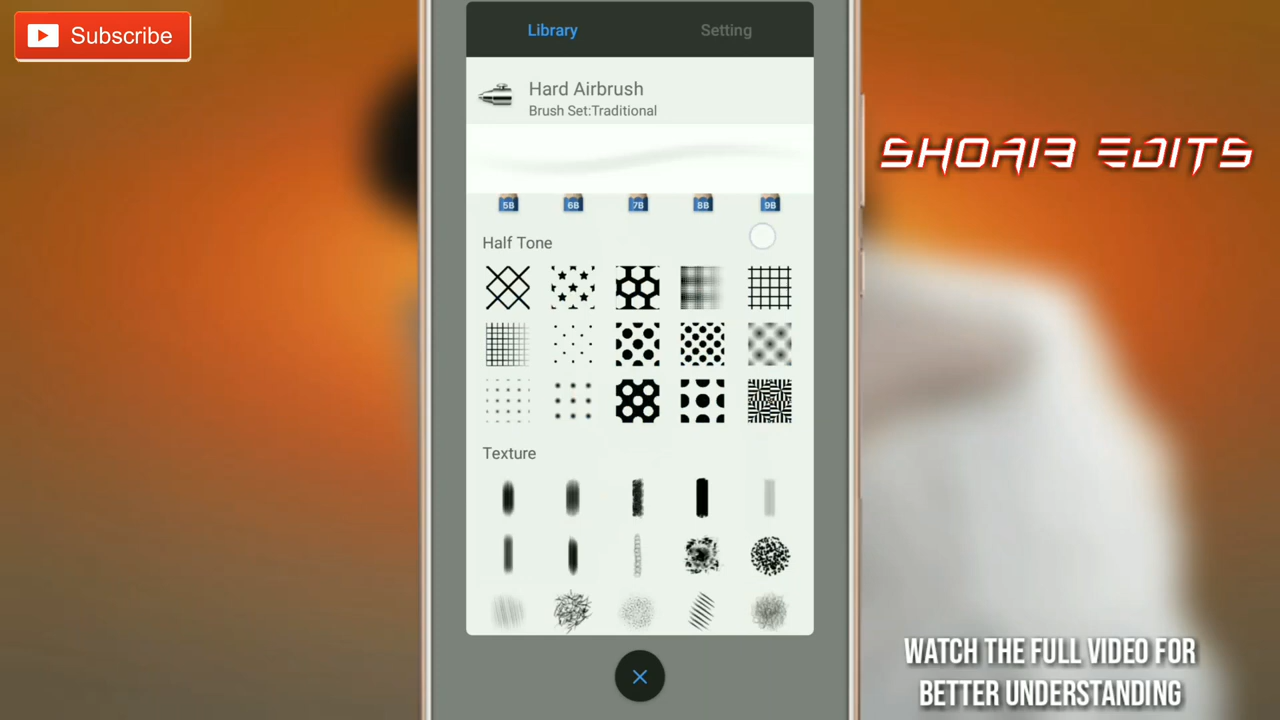 Subscribe
Library
Setting
Hard Airbrush
Brush Set:Traditional
SHOAIB EDITS
5B
6B
7B
8B
9B
Half Tone
Texture
WATCH THE FULL VIDEO FOR
BETTER UNDERSTANDING